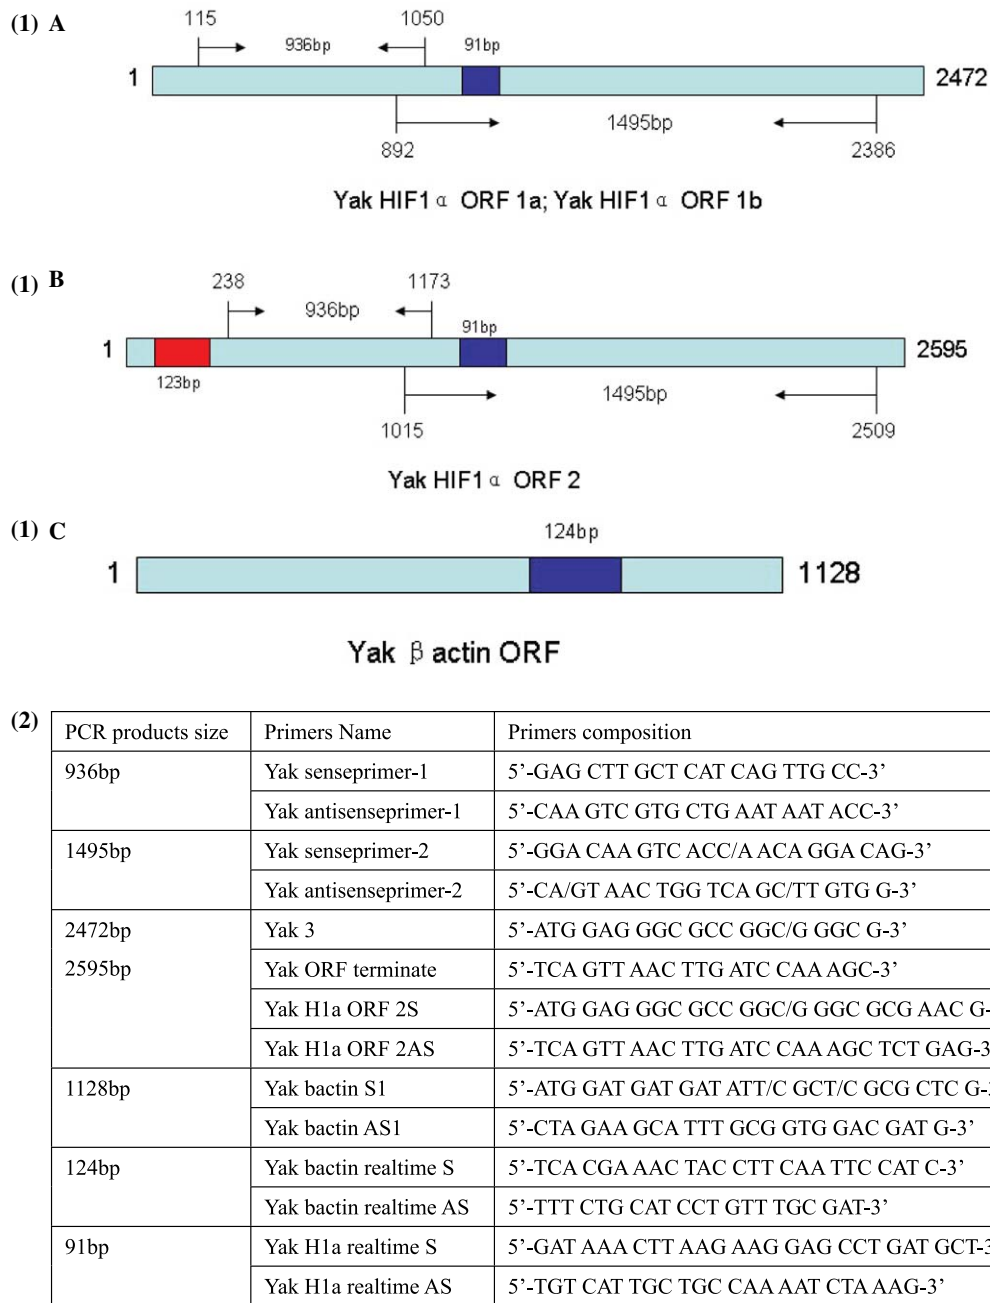 (1) A
115 1050
936bp 91bp
1 2472
1495bp
892 2386
Yak HIF1 α ORF 1a; Yak HIF1 α ORF 1b
(1) B
238 1173
936bp 91bp
1 2595
123bp
1495bp
1015 2509
Yak HIF1 α ORF 2
(1) C
124bp
1 1128
Yak β actin ORF
(2) PCR products size Primers Name Primers composition
936bp Yak senseprimer-1 5’-GAG CTT GCT CAT CAG TTG CC-3’
Yak antisenseprimer-1 5’-CAA GTC GTG CTG AAT AAT ACC-3’
1495bp Yak senseprimer-2 5’-GGA CAA GTC ACC/A ACA GGA CAG-3’
Yak antisenseprimer-2 5’-CA/GT AAC TGG TCA GC/TT GTG G-3’
2472bp Yak 3 5’-ATG GAG GGC GCC GGC/G GGC G-3’
2595bp Yak ORF terminate 5’-TCA GTT AAC TTG ATC CAA AGC-3’
Yak H1a ORF 2S 5’-ATG GAG GGC GCC GGC/G GGC GCG AAC G-
Yak H1a ORF 2AS 5’-TCA GTT AAC TTG ATC CAA AGC TCT GAG-3
1128bp Yak bactin S1 5’-ATG GAT GAT GAT ATT/C GCT/C GCG CTC G-
Yak bactin AS1 5’-CTA GAA GCA TTT GCG GTG GAC GAT G-3’
124bp Yak bactin realtime S 5’-TCA CGA AAC TAC CTT CAA TTC CAT C-3’
Yak bactin realtime AS 5’-TTT CTG CAT CCT GTT TGC GAT-3’
91bp Yak H1a realtime S 5’-GAT AAA CTT AAG AAG GAG CCT GAT GCT-3
Yak H1a realtime AS 5’-TGT CAT TGC TGC CAA AAT CTA AAG-3’